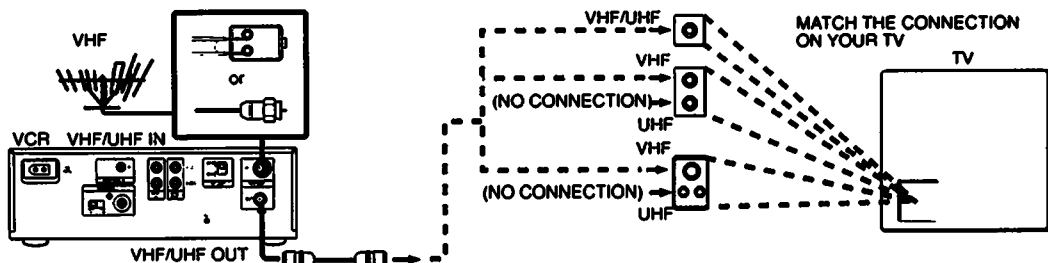 VHF
or
VCR VHF/UHF IN
VHF/UHF OUT
VHF/UHF
VHF
(NO CONNECTION)
UHF
VHF
(NO CONNECTION)
UHF
MATCH THE CONNECTION
ON YOUR TV
TV